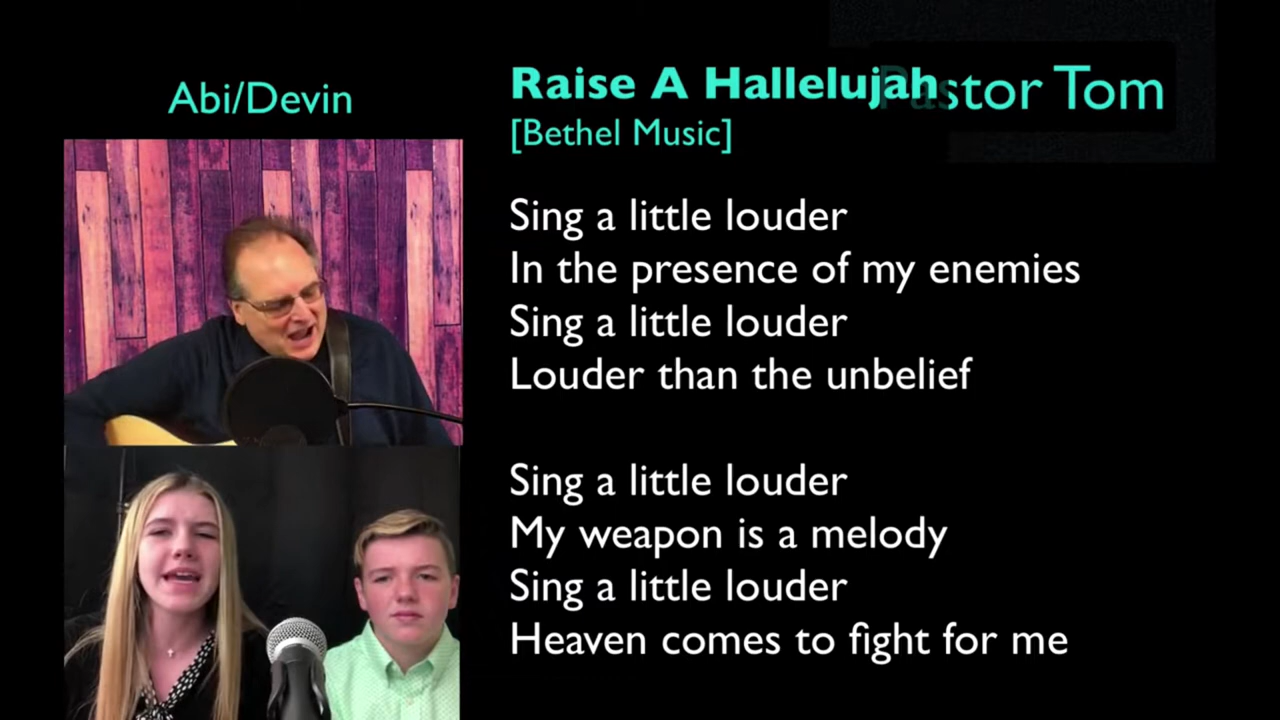 Abi/Devin
Raise A Hallelujah
Pastor Tom
[Bethel Music]
Sing a little louder
In the presence of my enemies
Sing a little louder
Louder than the unbelief
Sing a little louder
My weapon is a melody
Sing a little louder
Heaven comes to fight for me